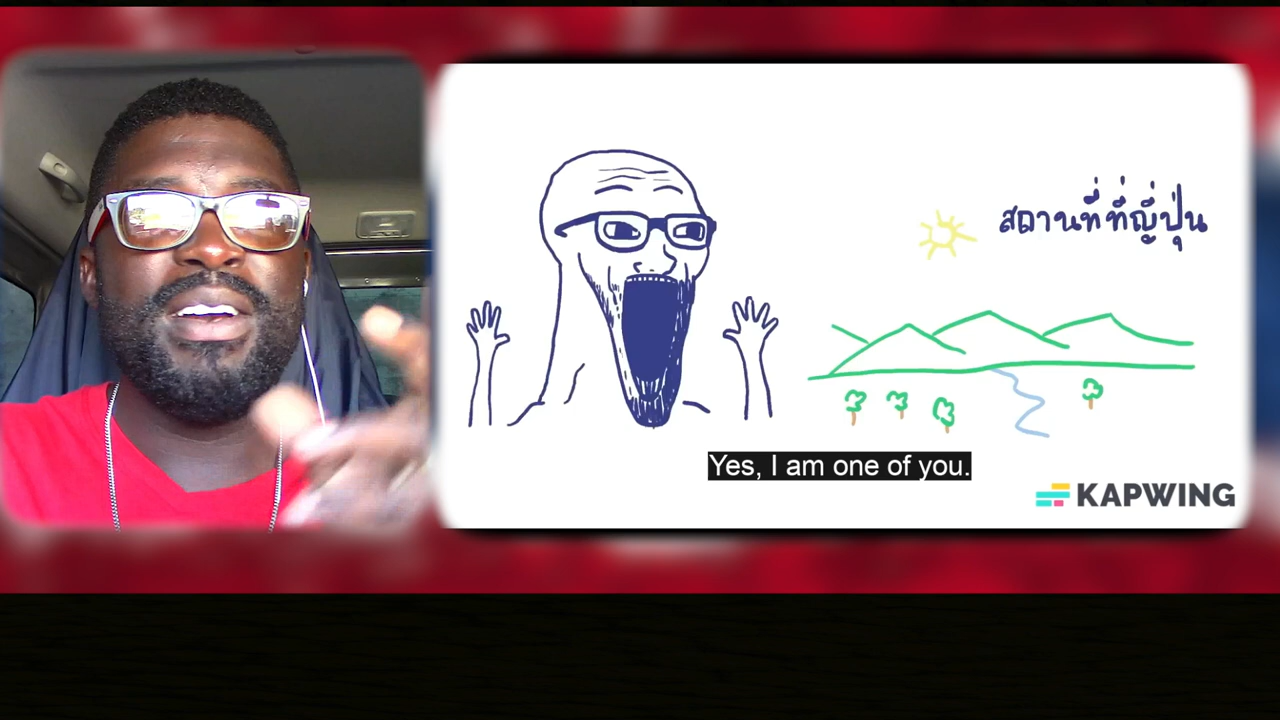 สถานที่ ที่ญี่ปุ่น
Yes, I am one of you.
KAPWING